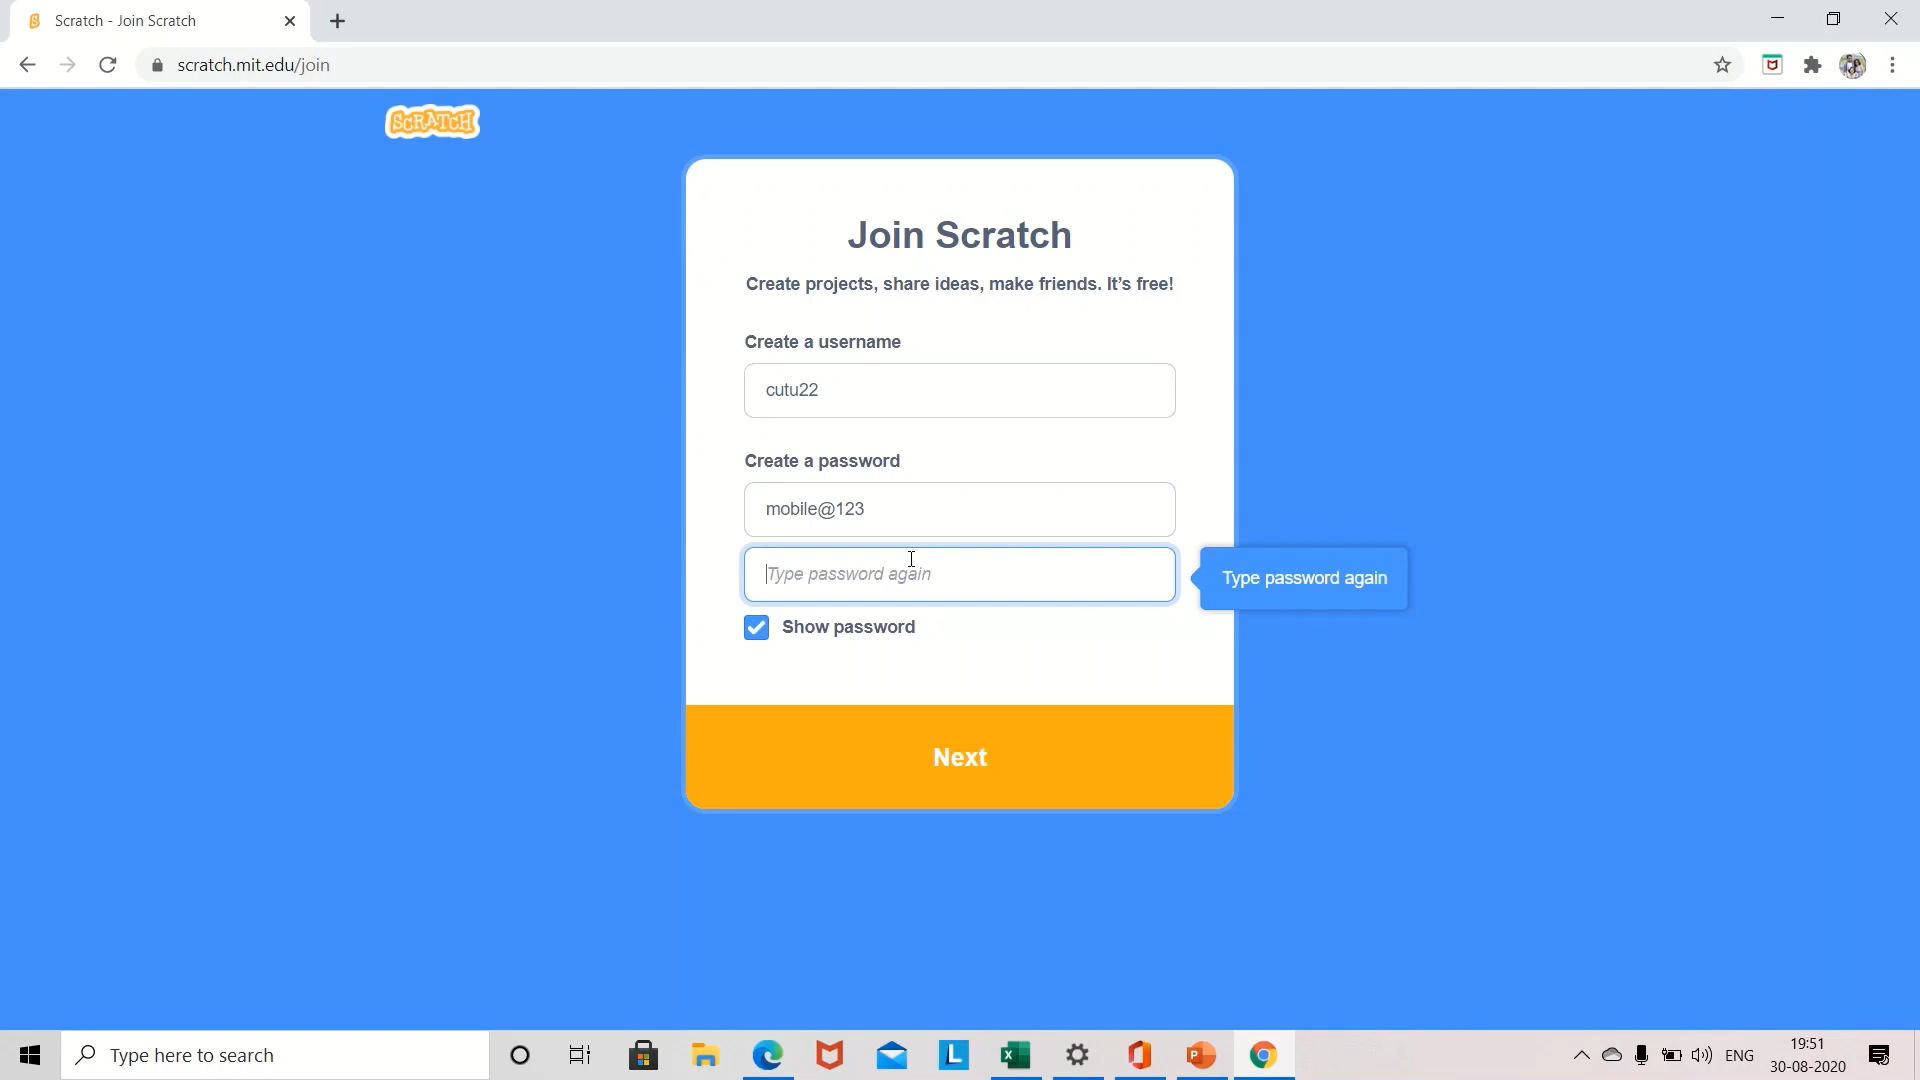 Scratch - Join Scratch
scratch.mit.edu/join
SCRATCH
Join Scratch
Create projects, share ideas, make friends. It’s free!
Create a username
cutu22
Create a password
mobile@123
Type password again
Type password again
Show password
Next
Type here to search
ENG
19:51
30-08-2020